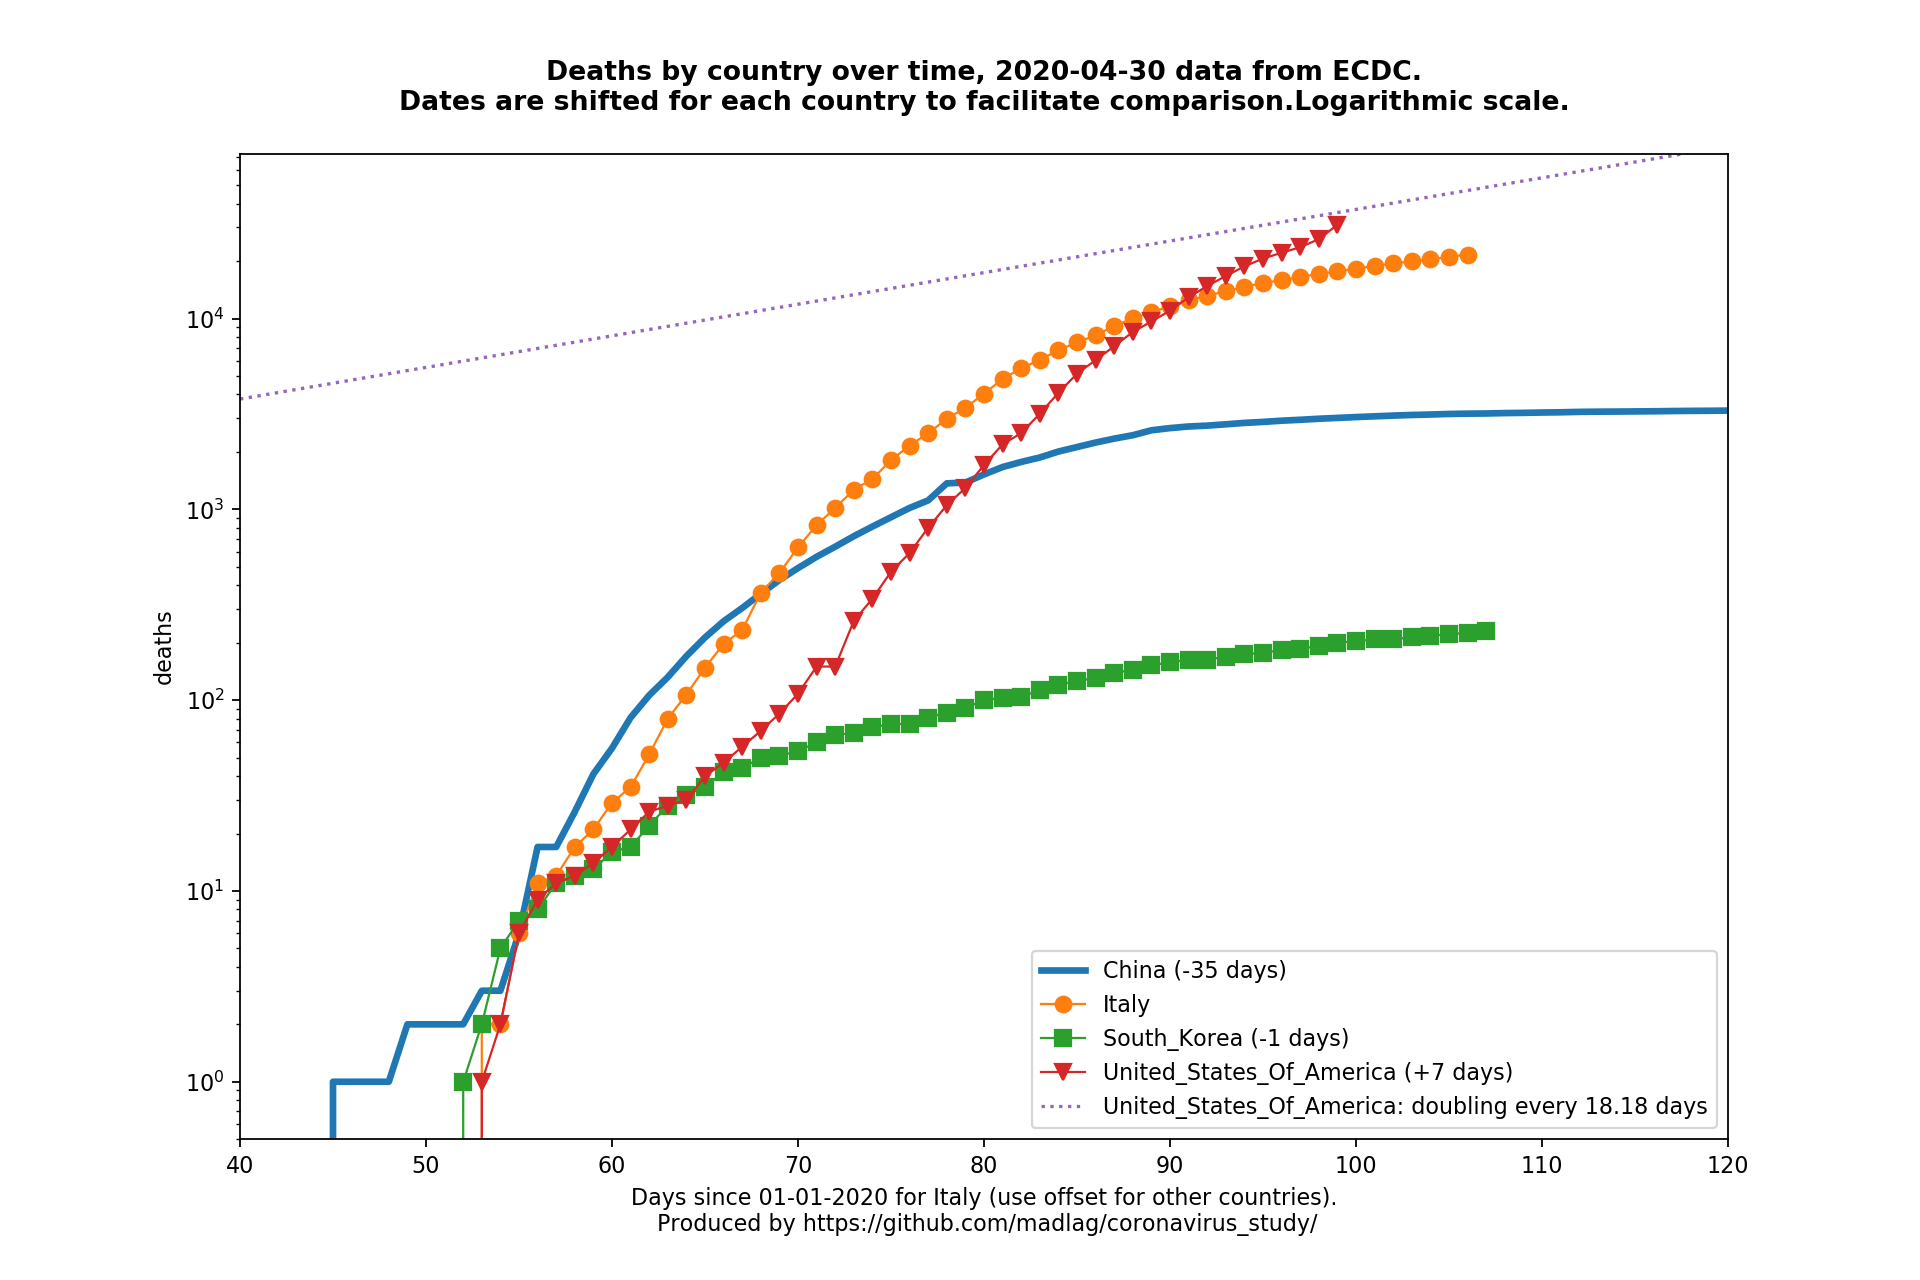 Deaths by country over time, 2020-04-30 data from ECDC.
Dates are shifted for each country to facilitate comparison.Logarithmic scale.
deaths
10^4
10^3
10^2
10^1
10^0
China (-35 days)
Italy
South_Korea (-1 days)
United_States_Of_America (+7 days)
United_States_Of_America: doubling every 18.18 days
40 50 60 70 80 90 100 110 120
Days since 01-01-2020 for Italy (use offset for other countries).
Produced by https://github.com/madlag/coronavirus_study/